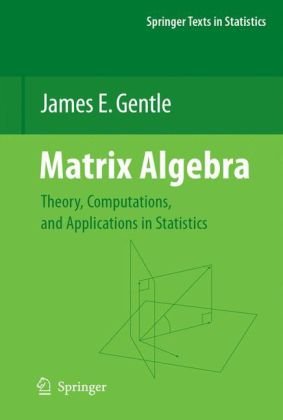 Springer Texts in Statistics
James E. Gentle
Matrix Algebra
Theory, Computations,
and Applications in Statistics
Springer